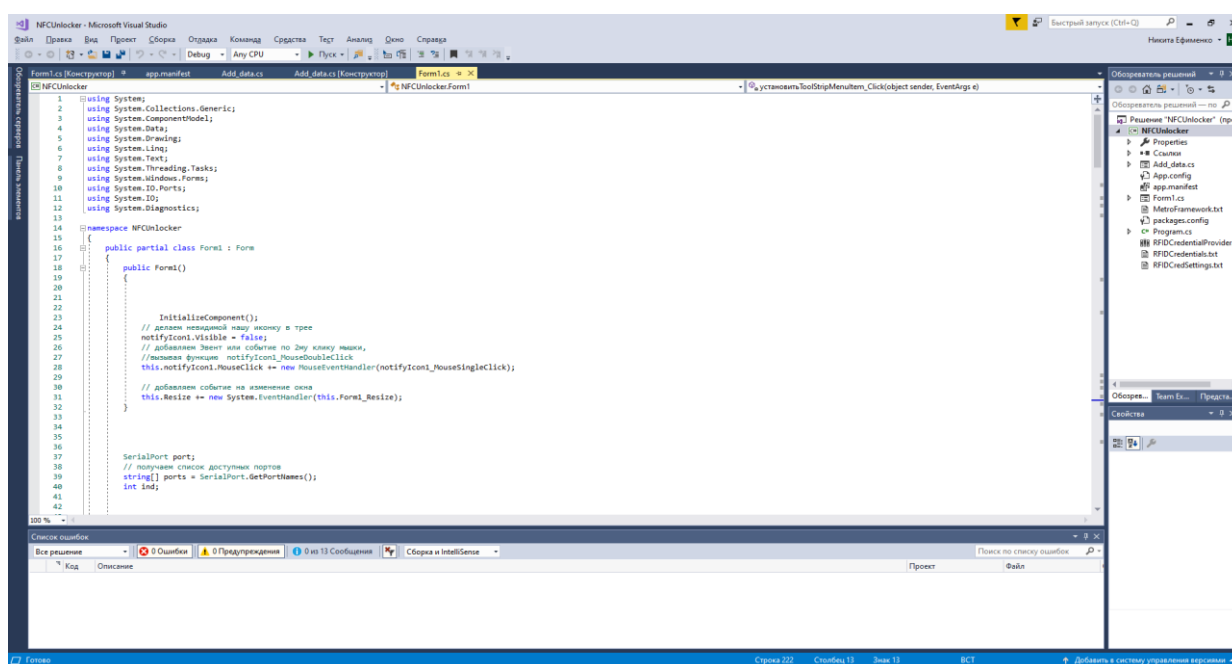 NFCUnlocker - Microsoft Visual Studio
Быстрый запуск (Ctrl+Q)
Файл Правка Вид Проект Сборка Отладка Команда Средства Тест Анализ Окно Справка
Никита Ефименко
Debug Any CPU Пуск
Form1.cs [Конструктор] app.manifest Add_data.cs Add_data.cs [Конструктор] Form1.cs
NFCUnlocker NFCUnlocker.Form1 установитьToolStripMenuItem_Click(object sender, EventArgs e)
Обозреватель серверов
Панель элементов
1 using System;
2 using System.Collections.Generic;
3 using System.ComponentModel;
4 using System.Data;
5 using System.Drawing;
6 using System.Linq;
7 using System.Text;
8 using System.Threading.Tasks;
9 using System.Windows.Forms;
10 using System.IO.Ports;
11 using System.IO;
12 using System.Diagnostics;
13
14 namespace NFCUnlocker
15 {
16 public partial class Form1 : Form
17 {
18 public Form1()
19 {
20
21
22
23 InitializeComponent();
24 // делаем невидимой нашу иконку в трее
25 notifyIcon1.Visible = false;
26 // добавляем Эвент или событие по 2му клику мышки,
27 //вызывая функцию notifyIcon1_MouseDoubleClick
28 this.notifyIcon1.MouseClick += new MouseEventHandler(notifyIcon1_MouseSingleClick);
29
30 // добавляем событие на изменение окна
31 this.Resize += new System.EventHandler(this.Form1_Resize);
32 }
33
34
35
36
37 SerialPort port;
38 // получаем список доступных портов
39 string[] ports = SerialPort.GetPortNames();
40 int ind;
41
42
100 %
Обозреватель решений
Обозреватель решений — по
Решение "NFCUnlocker" (пр
NFCUnlocker
Properties
Ссылки
Add_data.cs
App.config
app.manifest
Form1.cs
MetroFramework.txt
packages.config
Program.cs
RFIDCredentialProvider
RFIDCredentials.txt
RFIDCredSettings.txt
Обозрев... Team Ex... Предста...
Свойства
Список ошибок
Все решение 0 Ошибки 0 Предупреждения 0 из 13 Сообщения Сборка и IntelliSense Поиск по списку ошибок
Код Описание Проект Файл
Готово Строка 222 Столбец 13 Знак 13 ВСТ Добавить в систему управления версиями